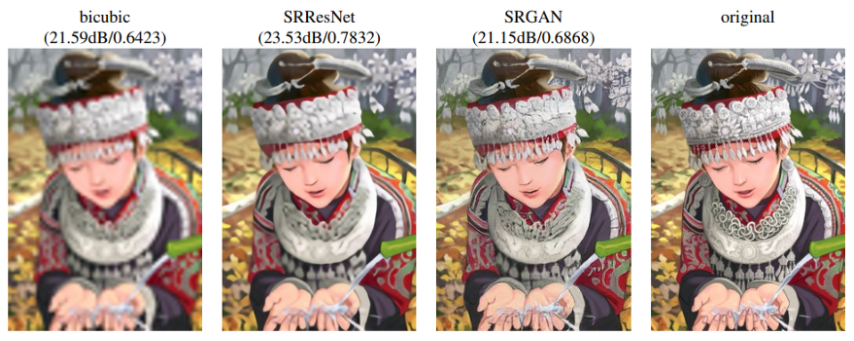 bicubic
(21.59dB/0.6423)
SRResNet
(23.53dB/0.7832)
SRGAN
(21.15dB/0.6868)
original